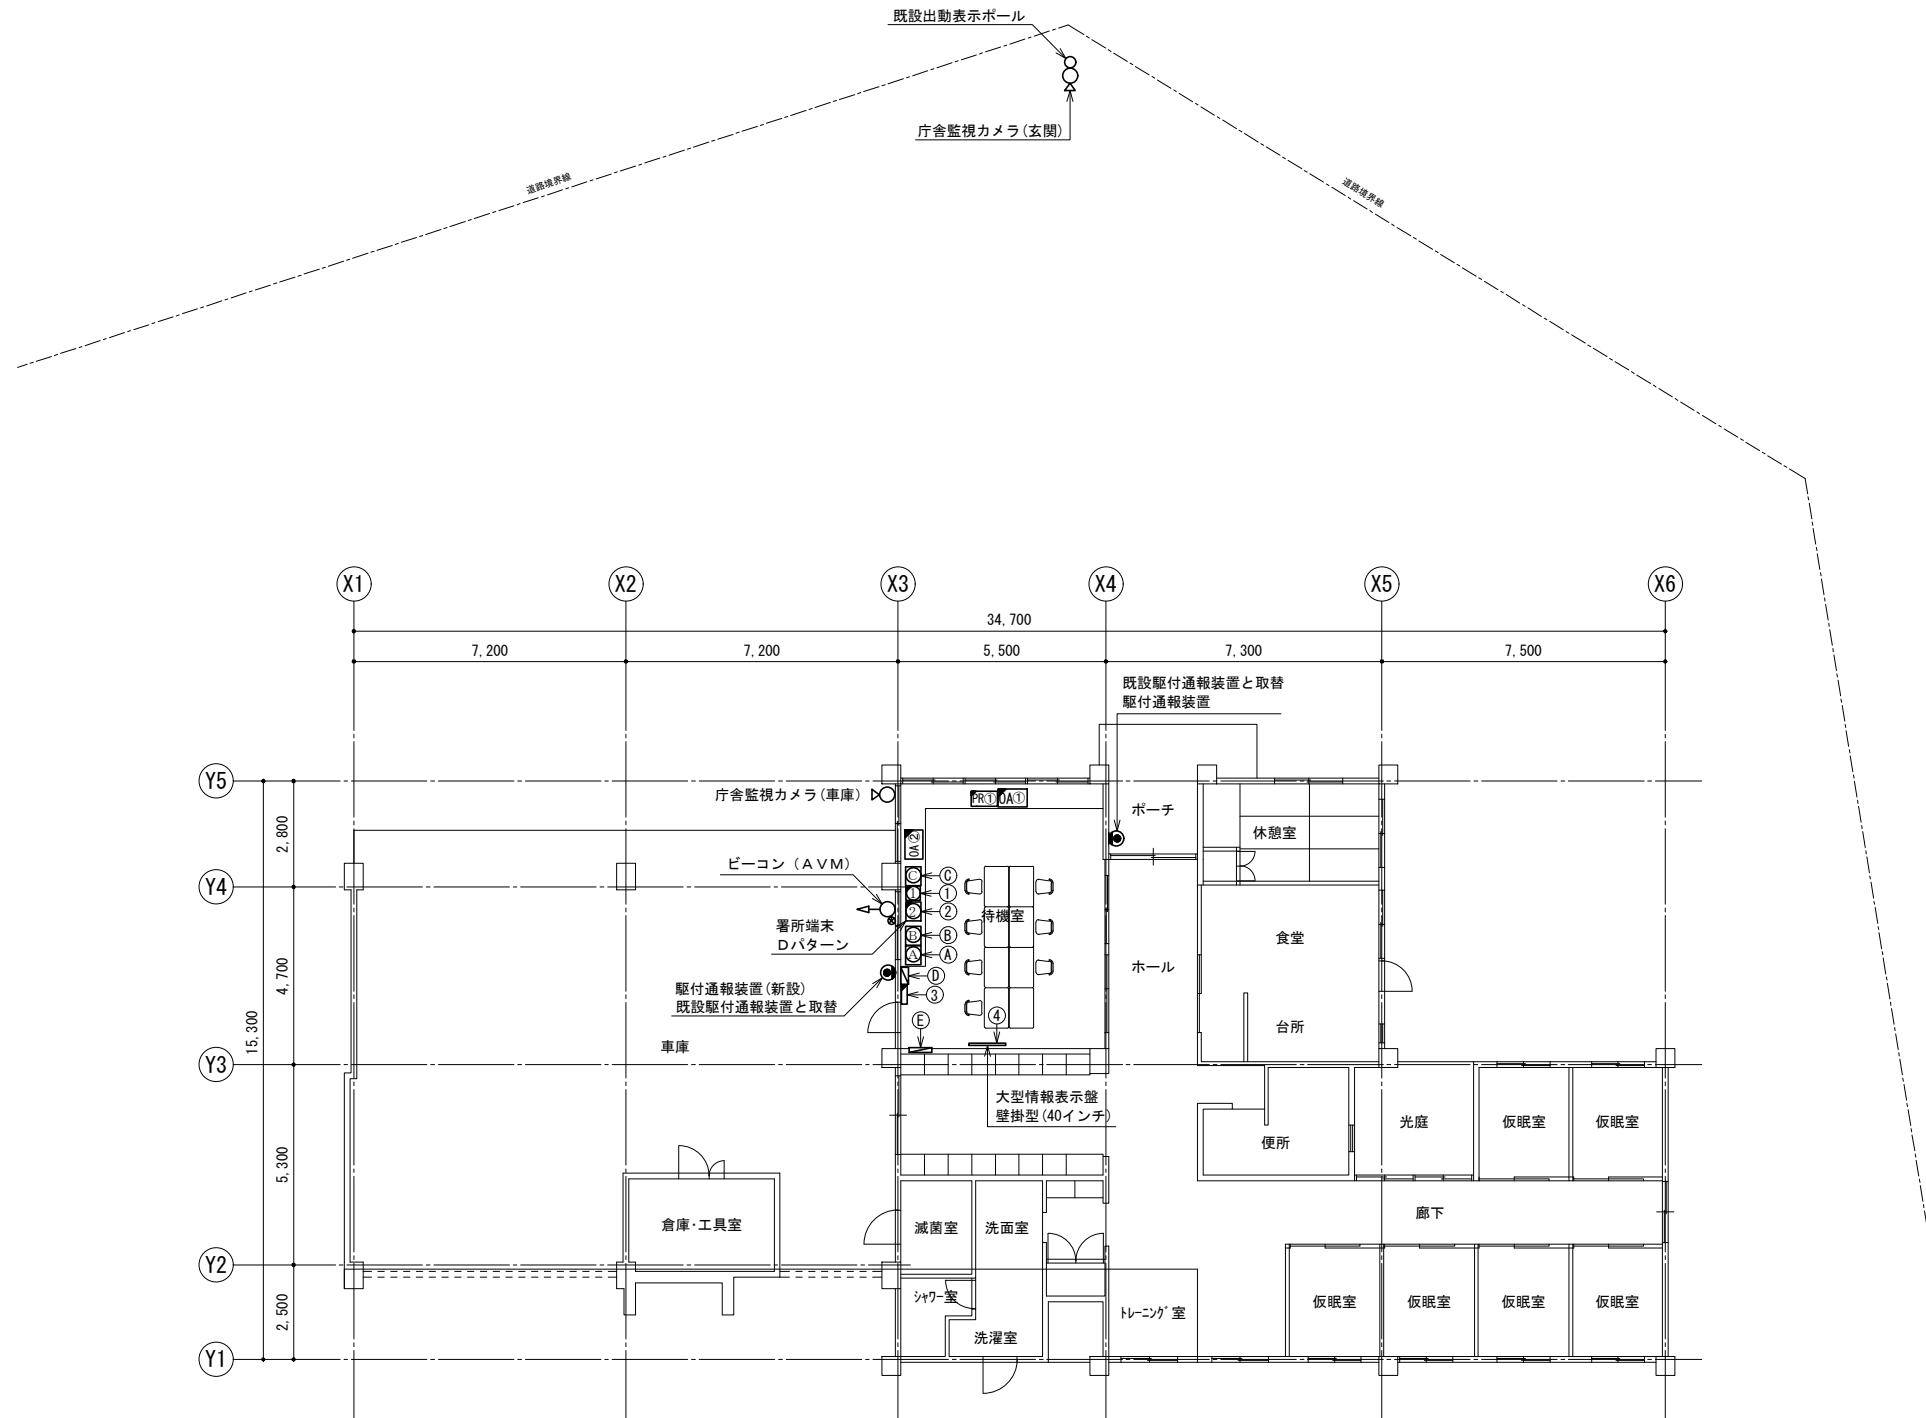 既設出動表示ポール
庁舎監視カメラ(玄関)
道路境界線
道路境界線
X1
X2
X3
X4
X5
X6
34,700
7,200
7,200
5,500
7,300
7,500
既設駆付通報装置と取替
駆付通報装置
Y5
Y4
Y3
Y2
Y1
15,300
2,800
4,700
5,300
2,500
庁舎監視カメラ(車庫)
PR①
OA①
ポーチ
休憩室
OA②
ビーコン（ＡＶＭ）
Ⓒ
Ⓒ
①
①
②
②
待機室
署所端末
Ｄパターン
Ⓑ
Ⓑ
Ⓐ
Ⓐ
食堂
ホール
Ⓓ
③
駆付通報装置(新設)
既設駆付通報装置と取替
Ⓔ
④
台所
車庫
大型情報表示盤
壁掛型(40インチ)
便所
光庭
仮眠室
仮眠室
倉庫・工具室
滅菌室
洗面室
廊下
シャワー室
トレーニング室
仮眠室
仮眠室
仮眠室
仮眠室
洗濯室